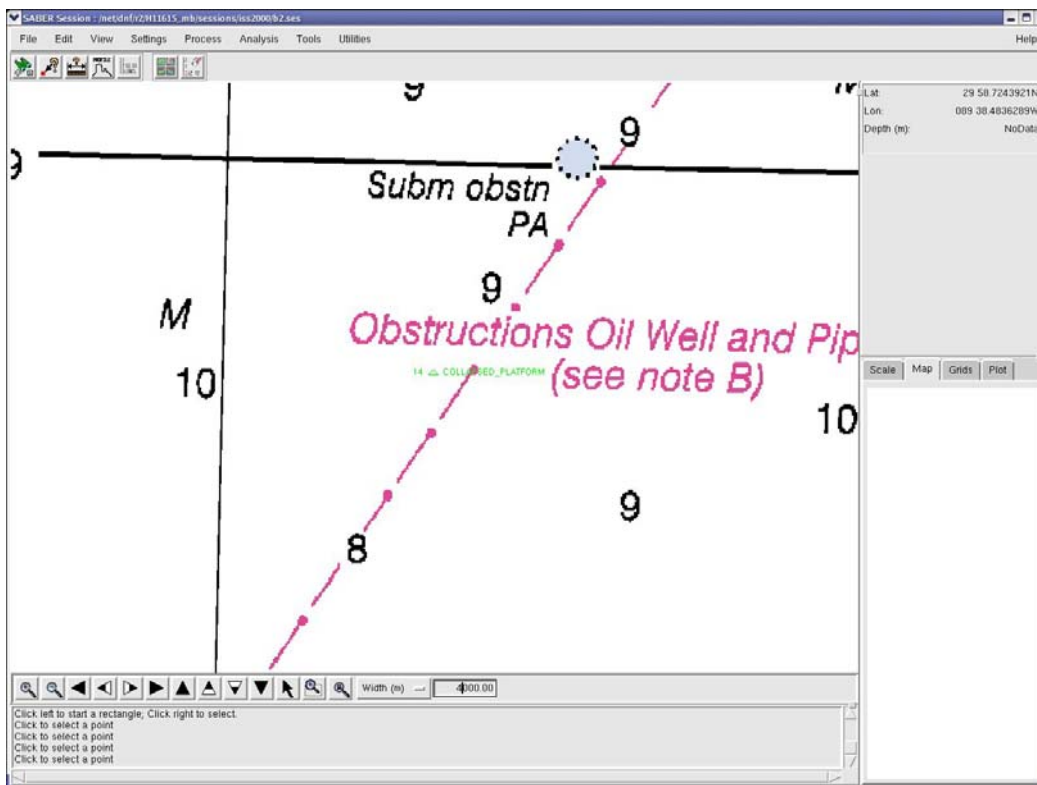 SABER Session : /net/dnf/r2/H11615_mb/sessions/iss2000/b2.ses
File Edit View Settings Process Analysis Tools Utilities Help
Lat: 29 58.7243921N
Lon: 089 38.4836289W
Depth (m): NoData
9
M
9
9
Subm obstn
PA
9
M
Obstructions Oil Well and Pip
14 COLLAPSED_PLATFORM (see note B)
10
10
9
8
Scale Map Grids Plot
Width (m) 4000.00
Click left to start a rectangle; Click right to select.
Click to select a point
Click to select a point
Click to select a point
Click to select a point